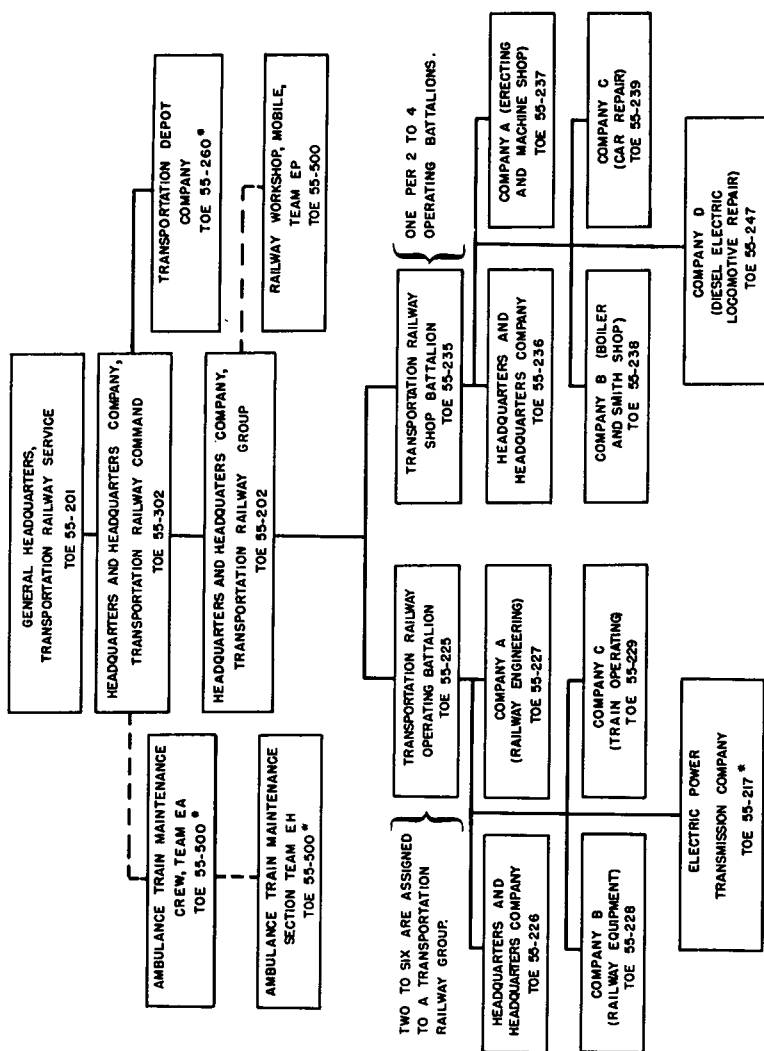 GENERAL HEADQUARTERS,
TRANSPORTATION RAILWAY SERVICE
TOE 55-201
HEADQUARTERS AND HEADQUARTERS COMPANY,
TRANSPORTATION RAILWAY COMMAND
TOE 55-302
TRANSPORTATION DEPOT
COMPANY
TOE 55-260*
AMBULANCE TRAIN MAINTENANCE
CREW, TEAM EA
TOE 55-500*
HEADQUARTERS AND HEADQUATERS COMPANY,
TRANSPORTATION RAILWAY GROUP
TOE 55-202
RAILWAY WORKSHOP, MOBILE,
TEAM EP
TOE 55-500
AMBULANCE TRAIN MAINTENANCE
SECTION TEAM EH
TOE 55-500*
TWO TO SIX ARE ASSIGNED
TO A TRANSPORTATION
RAILWAY GROUP.
TRANSPORTATION RAILWAY
OPERATING BATTALION
TOE 55-225
TRANSPORTATION RAILWAY
SHOP BATTALION
TOE 55-235
ONE PER 2 TO 4
OPERATING BATTALIONS.
HEADQUARTERS AND
HEADQUARTERS COMPANY
TOE 55-226
COMPANY A
(RAILWAY ENGINEERING)
TOE 55-227
HEADQUARTERS AND
HEADQUARTERS COMPANY
TOE 55-236
COMPANY A (ERECTING
AND MACHINE SHOP)
TOE 55-237
COMPANY B
(RAILWAY EQUIPMENT)
TOE 55-228
COMPANY C
(TRAIN OPERATING)
TOE 55-229
COMPANY B (BOILER
AND SMITH SHOP)
TOE 55-238
COMPANY C
(CAR REPAIR)
TOE 55-239
ELECTRIC POWER
TRANSMISSION COMPANY
TOE 55-217*
COMPANY D
(DIESEL ELECTRIC
LOCOMOTIVE REPAIR)
TOE 55-247